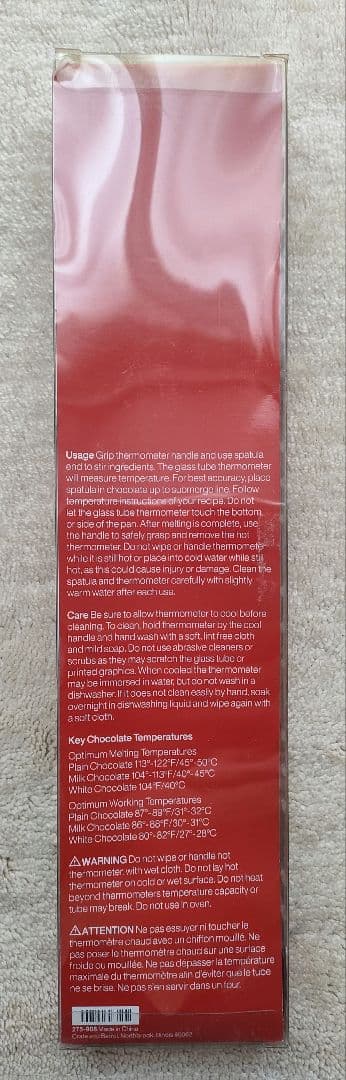 Usage Grip thermometer handle and use spatula
end to stir ingredients. The glass tube thermometer
will measure temperature. For best accuracy, place
spatula in chocolate up to submerge line. Follow
temperature instructions of your recipe. Do not
let the glass tube thermometer touch the bottom
or side of the pan. After melting is complete, use
the handle to safely grasp and remove the hot
thermometer. Do not wipe or handle thermometer
while it is still hot or place into cold water while still
hot, as this could cause injury or damage. Clean the
spatula and thermometer carefully with slightly
warm water after each use.
Care Be sure to allow thermometer to cool before
cleaning. To clean, hold thermometer by the cool
handle and hand wash with a soft, lint free cloth
and mild soap. Do not use abrasive cleaners or
scrubs as they may scratch the glass tube or
printed graphics. When cooled the thermometer
may be immersed in water, but do not wash in a
dishwasher. If it does not clean easily by hand, soak
overnight in dishwashing liquid and wipe again with
a soft cloth.
Key Chocolate Temperatures
Optimum Melting Temperatures
Plain Chocolate 113°-122°F/45°-50°C
Milk Chocolate 104°-113°F/40°-45°C
White Chocolate 104°F/40°C
Optimum Working Temperatures
Plain Chocolate 87°-89°F/31°-32°C
Milk Chocolate 86°-88°F/30°-31°C
White Chocolate 80°-82°F/27°-28°C
⚠WARNING Do not wipe or handle hot
thermometer with wet cloth. Do not lay hot
thermometer on cold or wet surface. Do not heat
beyond thermometers temperature capacity or
tube may break. Do not use in oven.
⚠ATTENTION Ne pas essuyer ni toucher le
thermomètre chaud avec un chiffon mouillé. Ne
pas poser le thermomètre chaud sur une surface
froide ou mouillée. Ne pas dépasser la température
maximale du thermomètre afin d'éviter que le tube
ne se brise. Ne pas s'en servir dans un four.
275-908 Made in China
Crate and Barrel, Northbrook, Illinois 60062